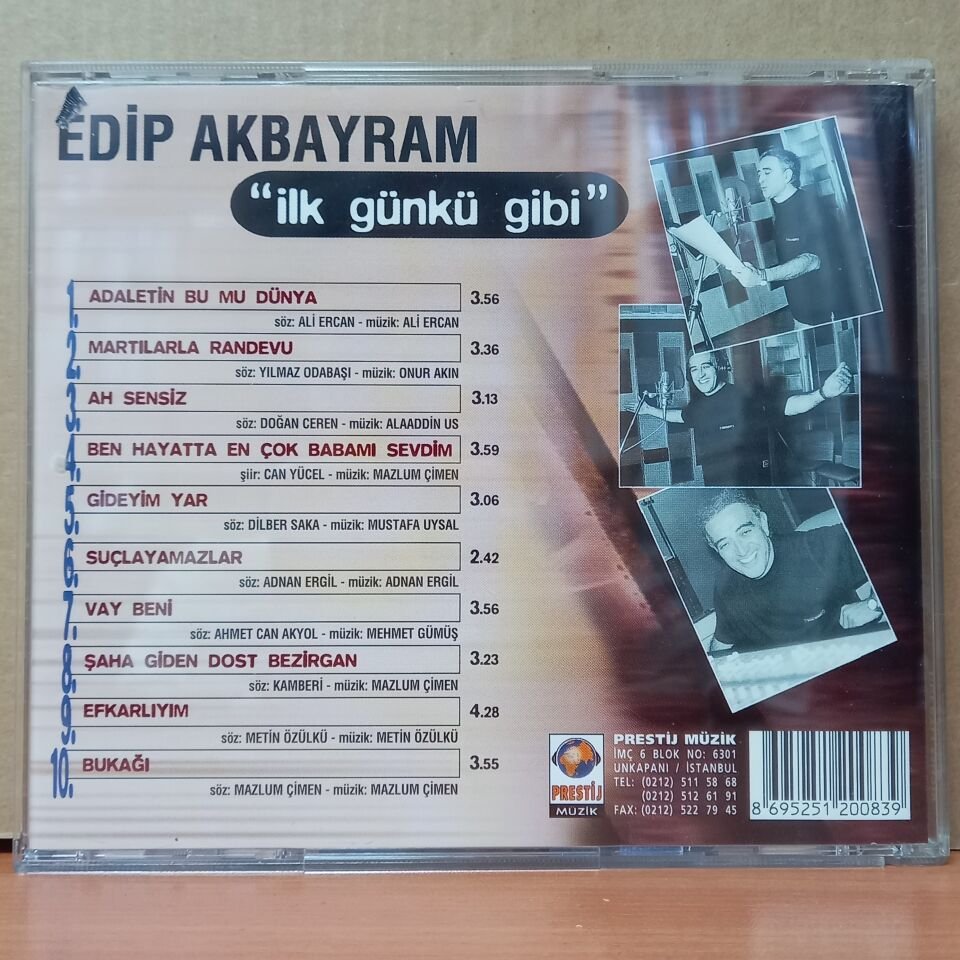 EDİP AKBAYRAM
“ilk günkü gibi”
1. ADALETİN BU MU DÜNYA 3.56
söz: ALİ ERCAN - müzik: ALİ ERCAN
2. MARTILARLA RANDEVU 3.36
söz: YILMAZ ODABAŞI - müzik: ONUR AKIN
3. AH SENSİZ 3.13
söz: DOĞAN CEREN - müzik: ALAADDİN US
4. BEN HAYATTA EN ÇOK BABAMI SEVDİM 3.59
şiir: CAN YÜCEL - müzik: MAZLUM ÇİMEN
5. GİDEYİM YAR 3.06
söz: DİLBER SAKA - müzik: MUSTAFA UYSAL
6. SUÇLAYAMAZLAR 2.42
söz: ADNAN ERGİL - müzik: ADNAN ERGİL
7. VAY BENİ 3.56
söz: AHMET CAN AKYOL - müzik: MEHMET GÜMÜŞ
8. ŞAHA GİDEN DOST BEZİRGAN 3.23
söz: KAMBERİ - müzik: MAZLUM ÇİMEN
9. EFKARLIYIM 4.28
söz: METİN ÖZÜLKÜ - müzik: METİN ÖZÜLKÜ
10. BUKAĞI 3.55
söz: MAZLUM ÇİMEN - müzik: MAZLUM ÇİMEN
PRESTİJ
MÜZİK
PRESTİJ MÜZİK
İMÇ 6 BLOK NO: 6301
UNKAPANI / İSTANBUL
TEL: (0212) 511 58 68
(0212) 512 61 91
FAX: (0212) 522 79 45
8 695251 200839